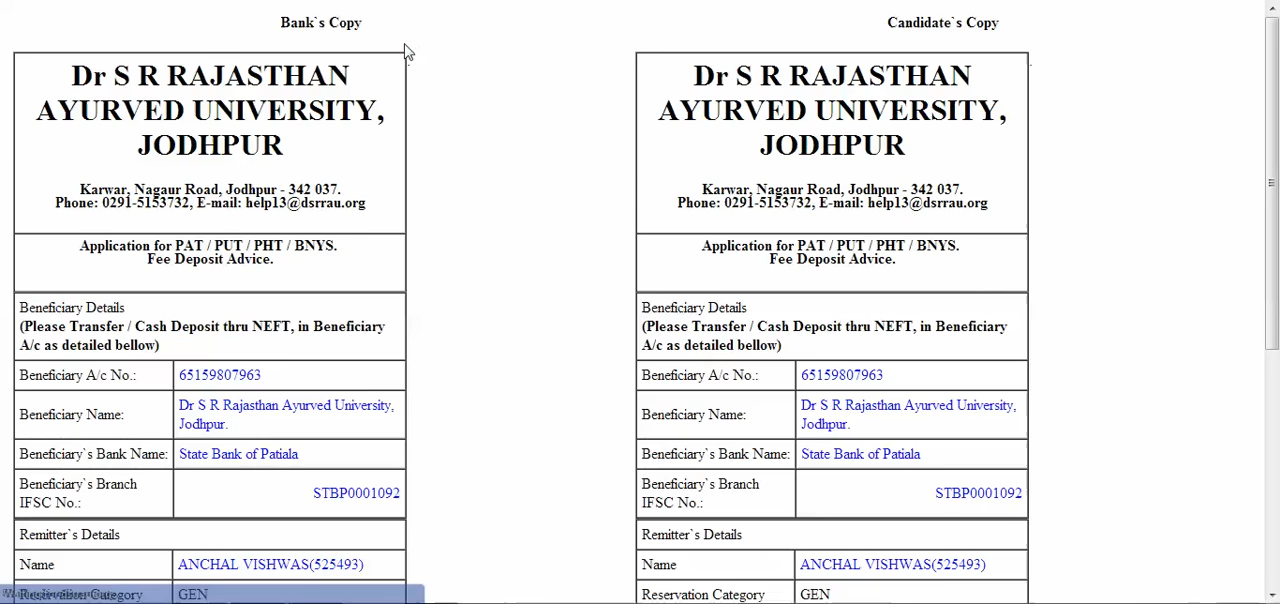 Bank`s Copy
Dr S R RAJASTHAN
AYURVED UNIVERSITY,
JODHPUR
Karwar, Nagaur Road, Jodhpur - 342 037.
Phone: 0291-5153732, E-mail: help13@dsrrau.org
Application for PAT / PUT / PHT / BNYS.
Fee Deposit Advice.
Beneficiary Details
(Please Transfer / Cash Deposit thru NEFT, in Beneficiary
A/c as detailed bellow)
Beneficiary A/c No.: 65159807963
Beneficiary Name: Dr S R Rajasthan Ayurved University,
Jodhpur.
Beneficiary`s Bank Name: State Bank of Patiala
Beneficiary`s Branch
IFSC No.: STBP0001092
Remitter`s Details
Name ANCHAL VISHWAS(525493)
Reservation Category GEN
Candidate`s Copy
Dr S R RAJASTHAN
AYURVED UNIVERSITY,
JODHPUR
Karwar, Nagaur Road, Jodhpur - 342 037.
Phone: 0291-5153732, E-mail: help13@dsrrau.org
Application for PAT / PUT / PHT / BNYS.
Fee Deposit Advice.
Beneficiary Details
(Please Transfer / Cash Deposit thru NEFT, in Beneficiary
A/c as detailed bellow)
Beneficiary A/c No.: 65159807963
Beneficiary Name: Dr S R Rajasthan Ayurved University,
Jodhpur.
Beneficiary`s Bank Name: State Bank of Patiala
Beneficiary`s Branch
IFSC No.: STBP0001092
Remitter`s Details
Name ANCHAL VISHWAS(525493)
Reservation Category GEN